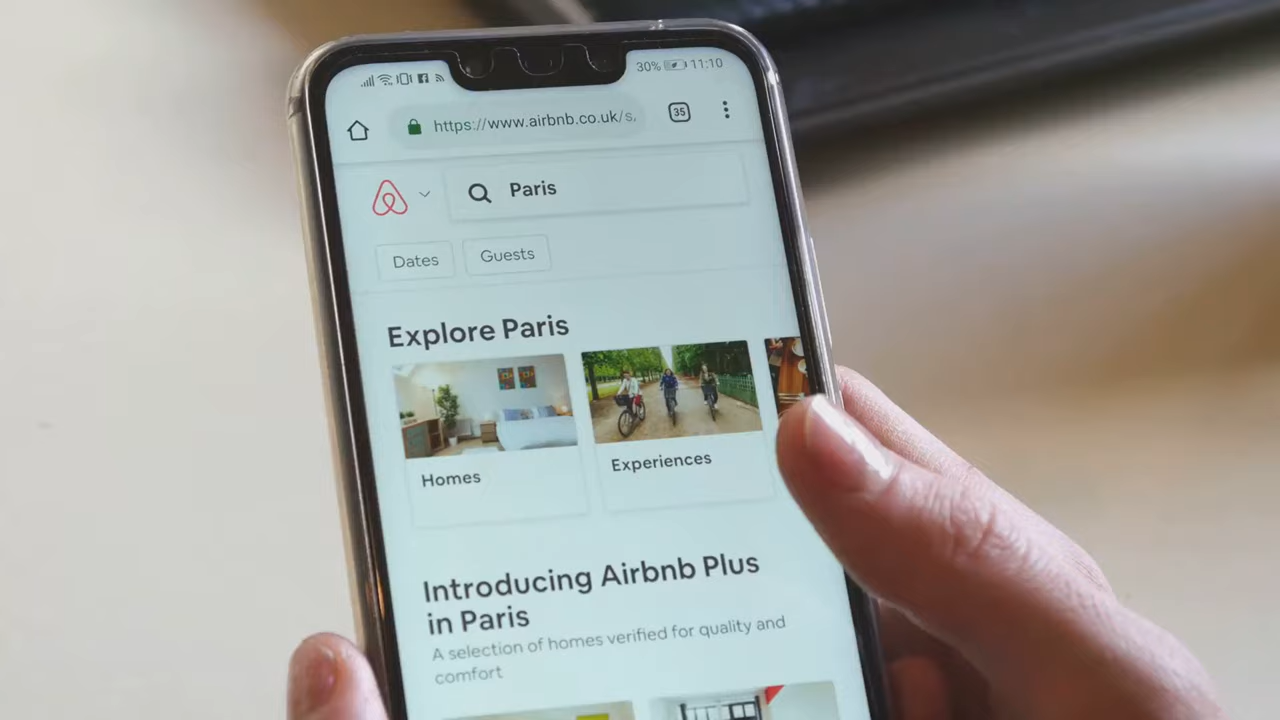 30% 11:10
https://www.airbnb.co.uk/s.
35
Paris
Dates
Guests
Explore Paris
Homes
Experiences
Introducing Airbnb Plus
in Paris
A selection of homes verified for quality and
comfort